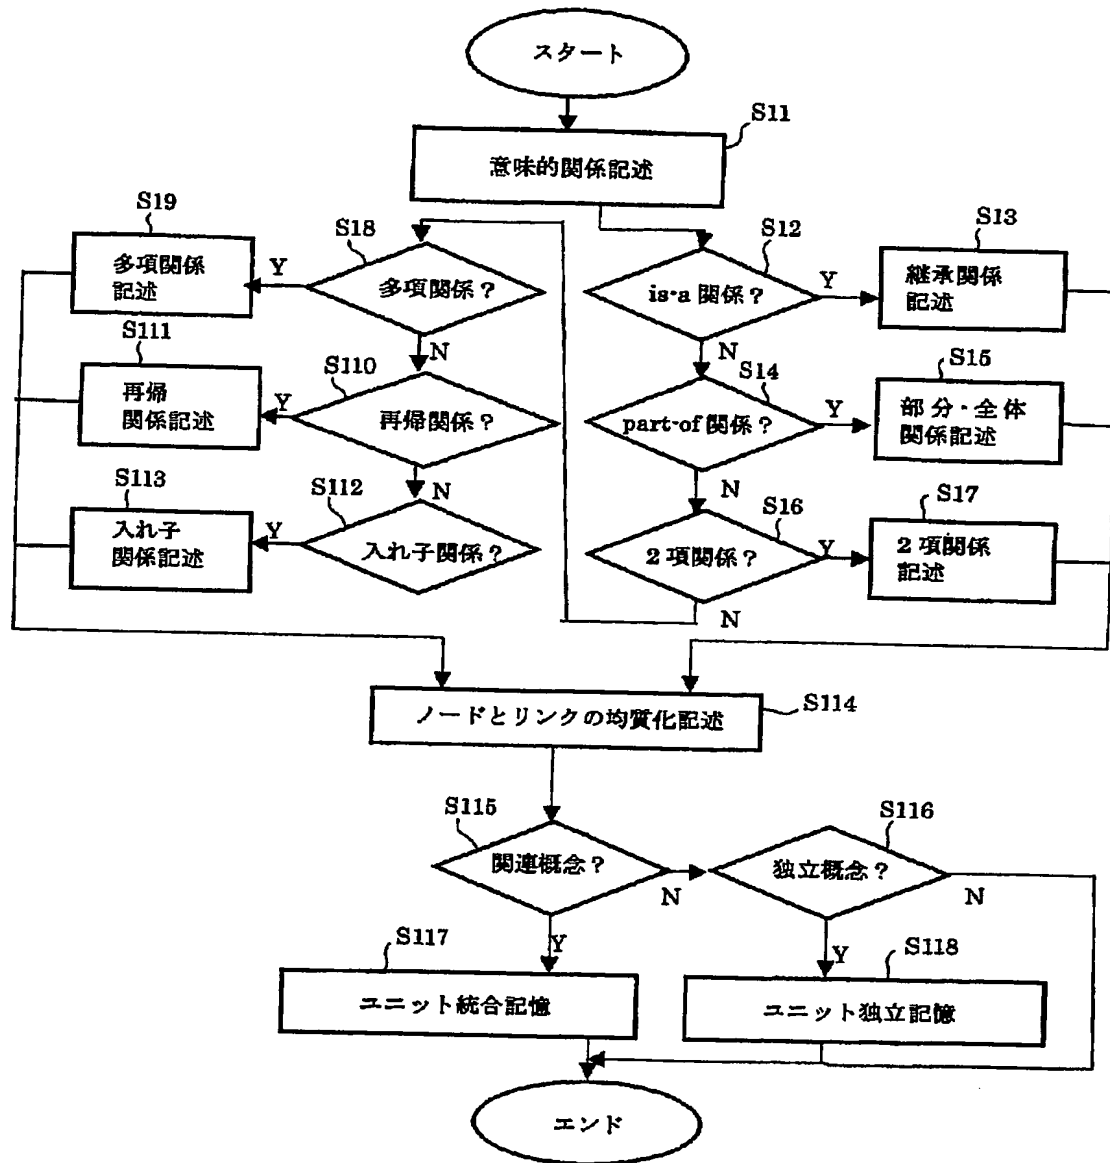 スタート
S11
意味的関係記述
S19
S18
S12
S13
多項関係
記述
Y
多項関係？
is-a 関係？
Y
継承関係
記述
S111
N
N
S110
S14
S15
再帰
関係記述
Y
再帰関係？
part-of 関係？
Y
部分・全体
関係記述
S113
S112
N
N
S16
S17
入れ子
関係記述
Y
入れ子関係？
2 項関係？
Y
2 項関係
記述
N
S114
ノードとリンクの均質化記述
S115
S116
関連概念？
N
独立概念？
N
S117
Y
Y
S118
ユニット統合記憶
ユニット独立記憶
エンド